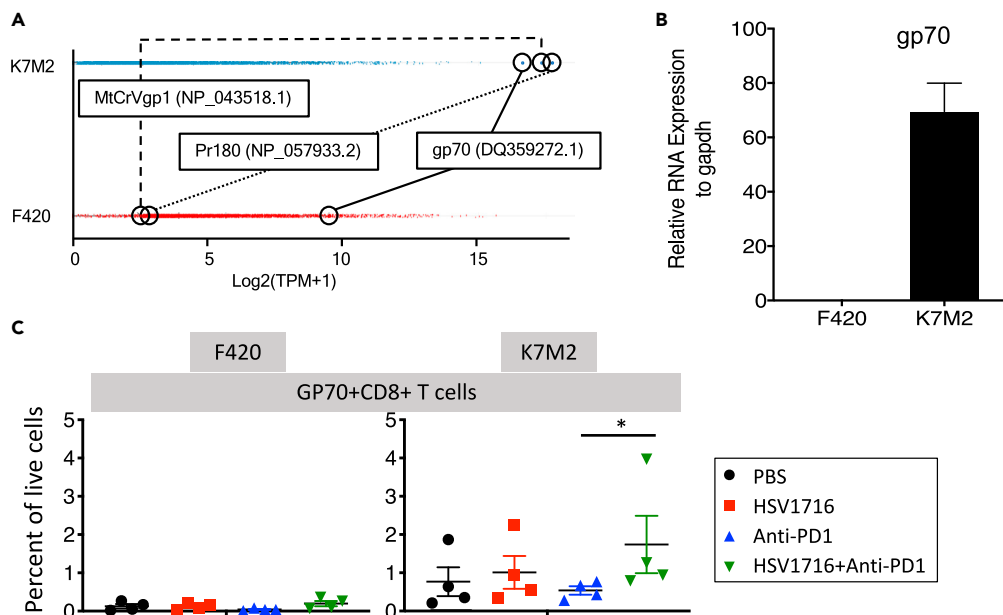 A
K7M2
MtCrVgp1 (NP_043518.1)
Pr180 (NP_057933.2)
gp70 (DQ359272.1)
F420
0 5 10 15
Log2(TPM+1)
B
gp70
Relative RNA Expression
to gapdh
100
80
60
40
20
0
F420 K7M2
C
F420 K7M2
GP70+CD8+ T cells
Percent of live cells
5 5
4 4
3 3
2 2
1 1
0 0
*
PBS
HSV1716
Anti-PD1
HSV1716+Anti-PD1